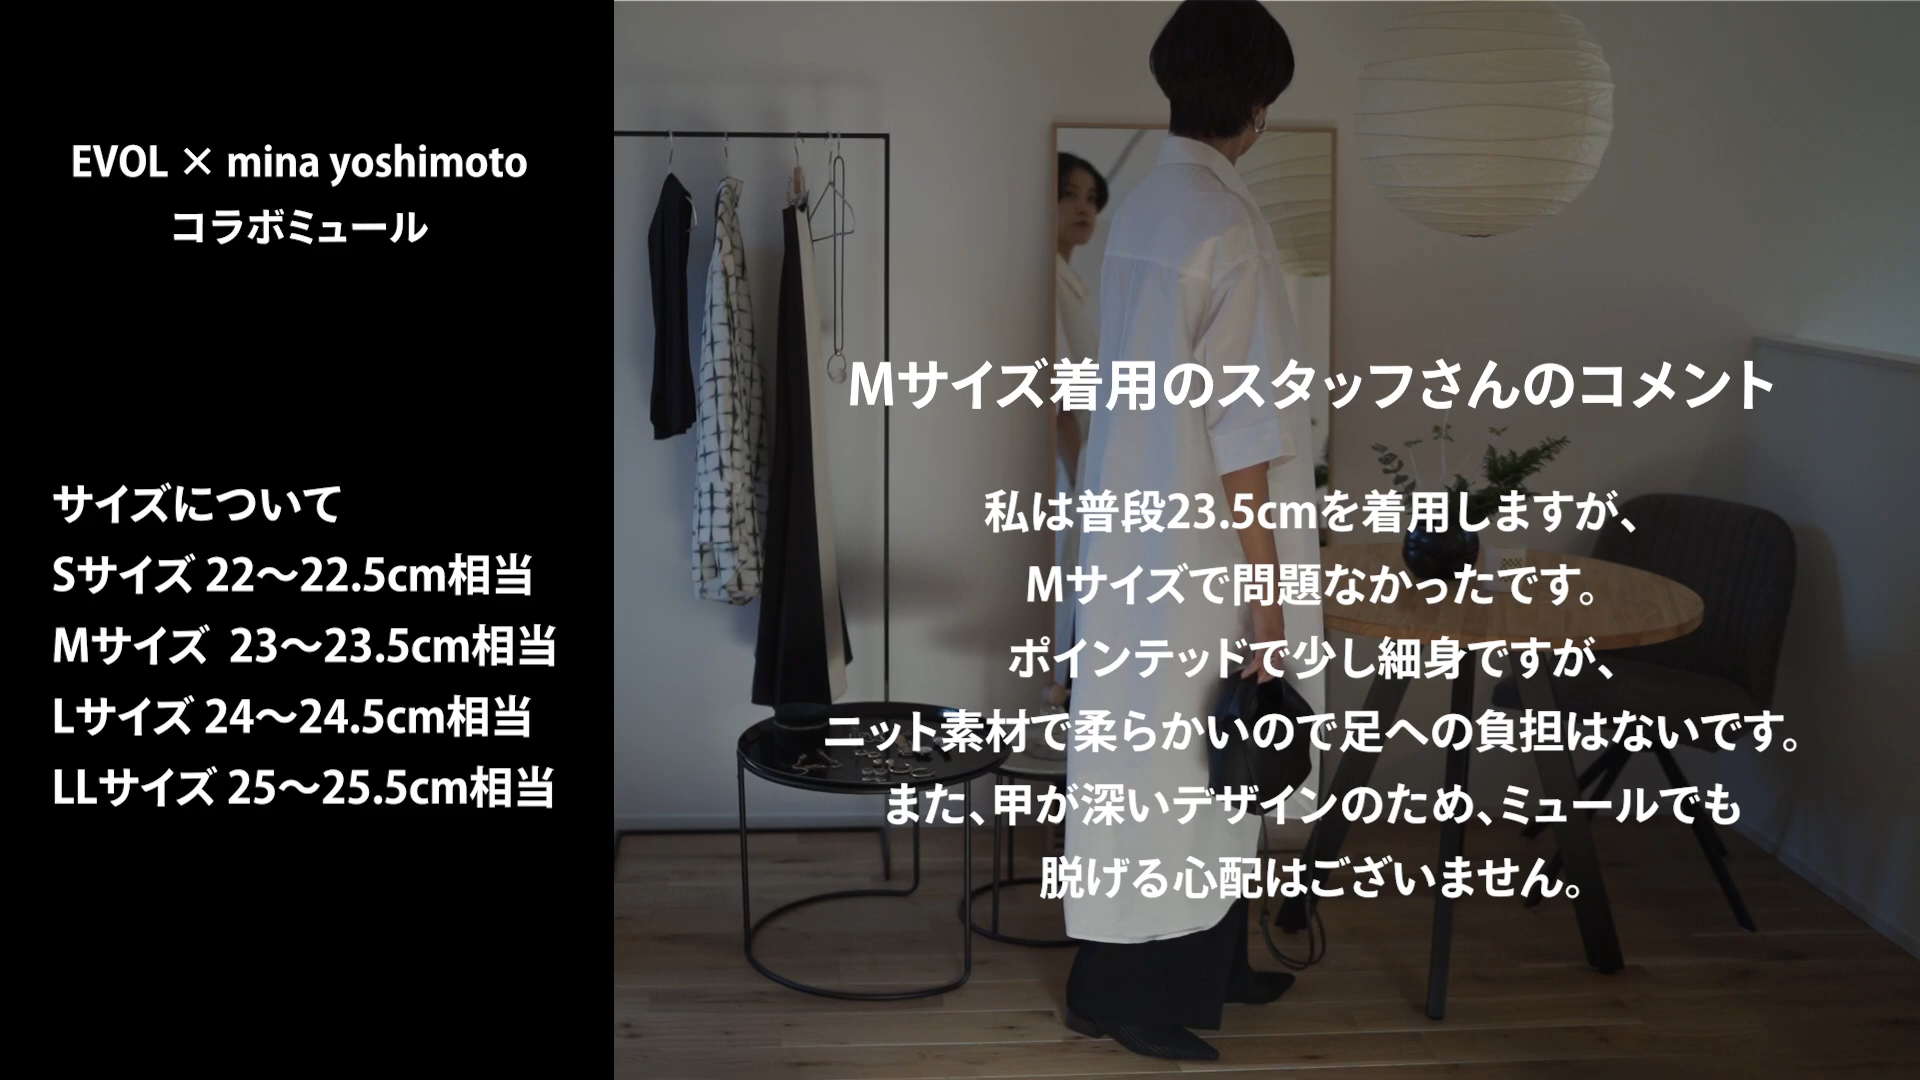 EVOL × mina yoshimoto
コラボミュール
サイズについて
Sサイズ 22～22.5cm相当
Mサイズ 23～23.5cm相当
Lサイズ 24～24.5cm相当
LLサイズ 25～25.5cm相当
Mサイズ着用のスタッフさんのコメント
私は普段23.5cmを着用しますが、
Mサイズで問題なかったです。
ポインテッドで少し細身ですが、
ニット素材で柔らかいので足への負担はないです。
また、甲が深いデザインのため、ミュールでも
脱げる心配はございません。